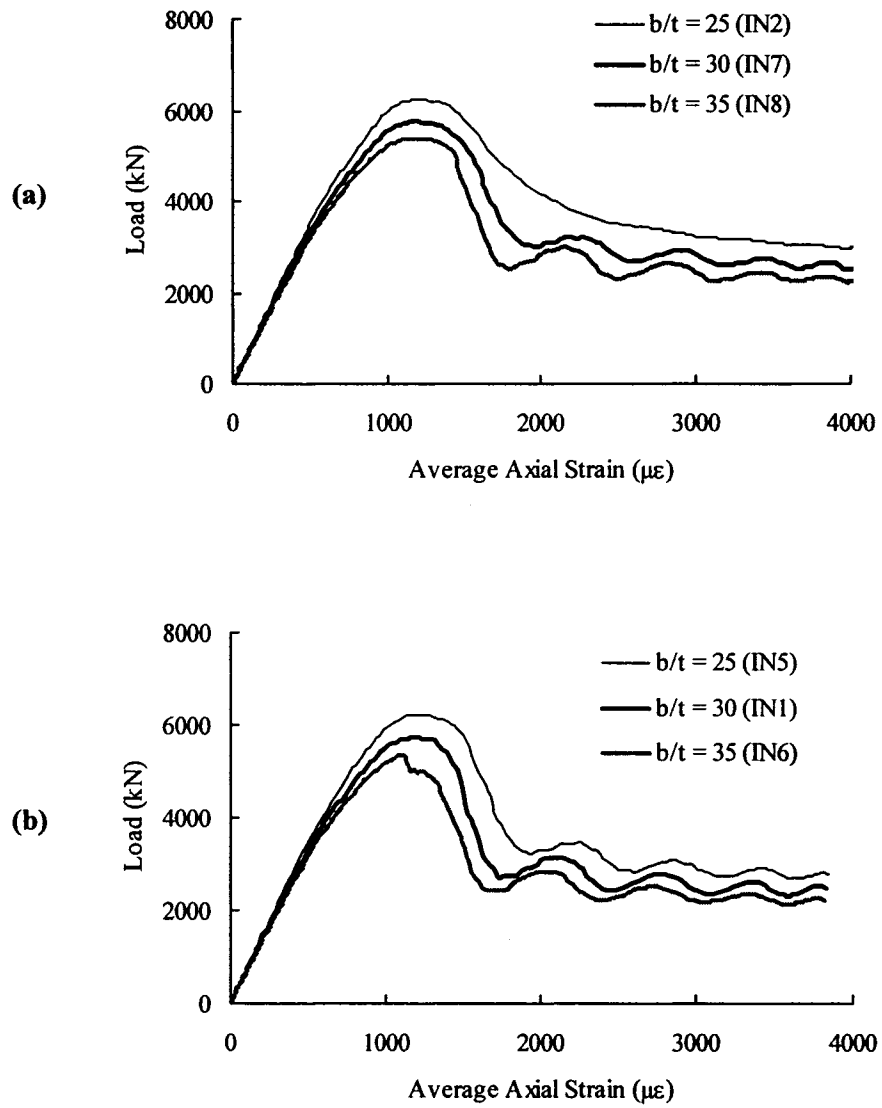 (a)
Load (kN)
8000
6000
4000
2000
0
b/t = 25 (IN2)
b/t = 30 (IN7)
b/t = 35 (IN8)
0 1000 2000 3000 4000
Average Axial Strain (με)
(b)
Load (kN)
8000
6000
4000
2000
0
b/t = 25 (IN5)
b/t = 30 (IN1)
b/t = 35 (IN6)
0 1000 2000 3000 4000
Average Axial Strain (με)